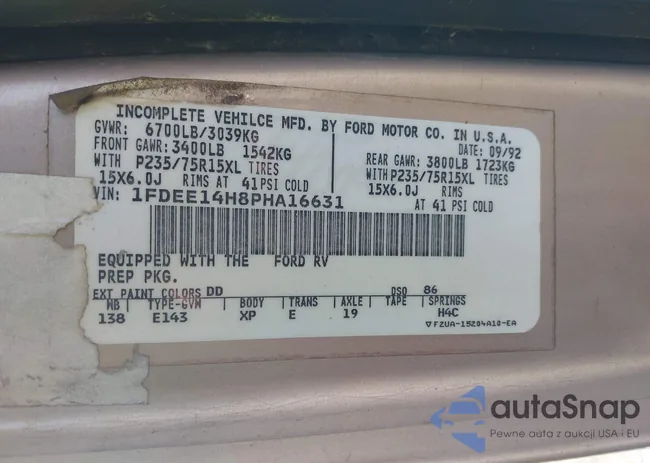 INCOMPLETE VEHILCE MFD. BY FORD MOTOR CO. IN U.S.A.
GVWR: 6700LB/3039KG DATE: 09/92
FRONT GAWR: 3400LB 1542KG REAR GAWR: 3800LB 1723KG
WITH P235/75R15XL TIRES WITH P235/75R15XL TIRES
15X6.0J RIMS AT 41 PSI COLD 15X6.0J RIMS
AT 41 PSI COLD
VIN: 1FDEE14H8PHA16631
EQUIPPED WITH THE FORD RV
PREP PKG.
EXT PAINT COLORS DD DSO 86
WB TYPE-GVW BODY TRANS AXLE TAPE SPRINGS
138 E143 XP E 19 H4C
F2UA-15204A10-EA
autaSnap
Pewne auta z aukcji USA i EU